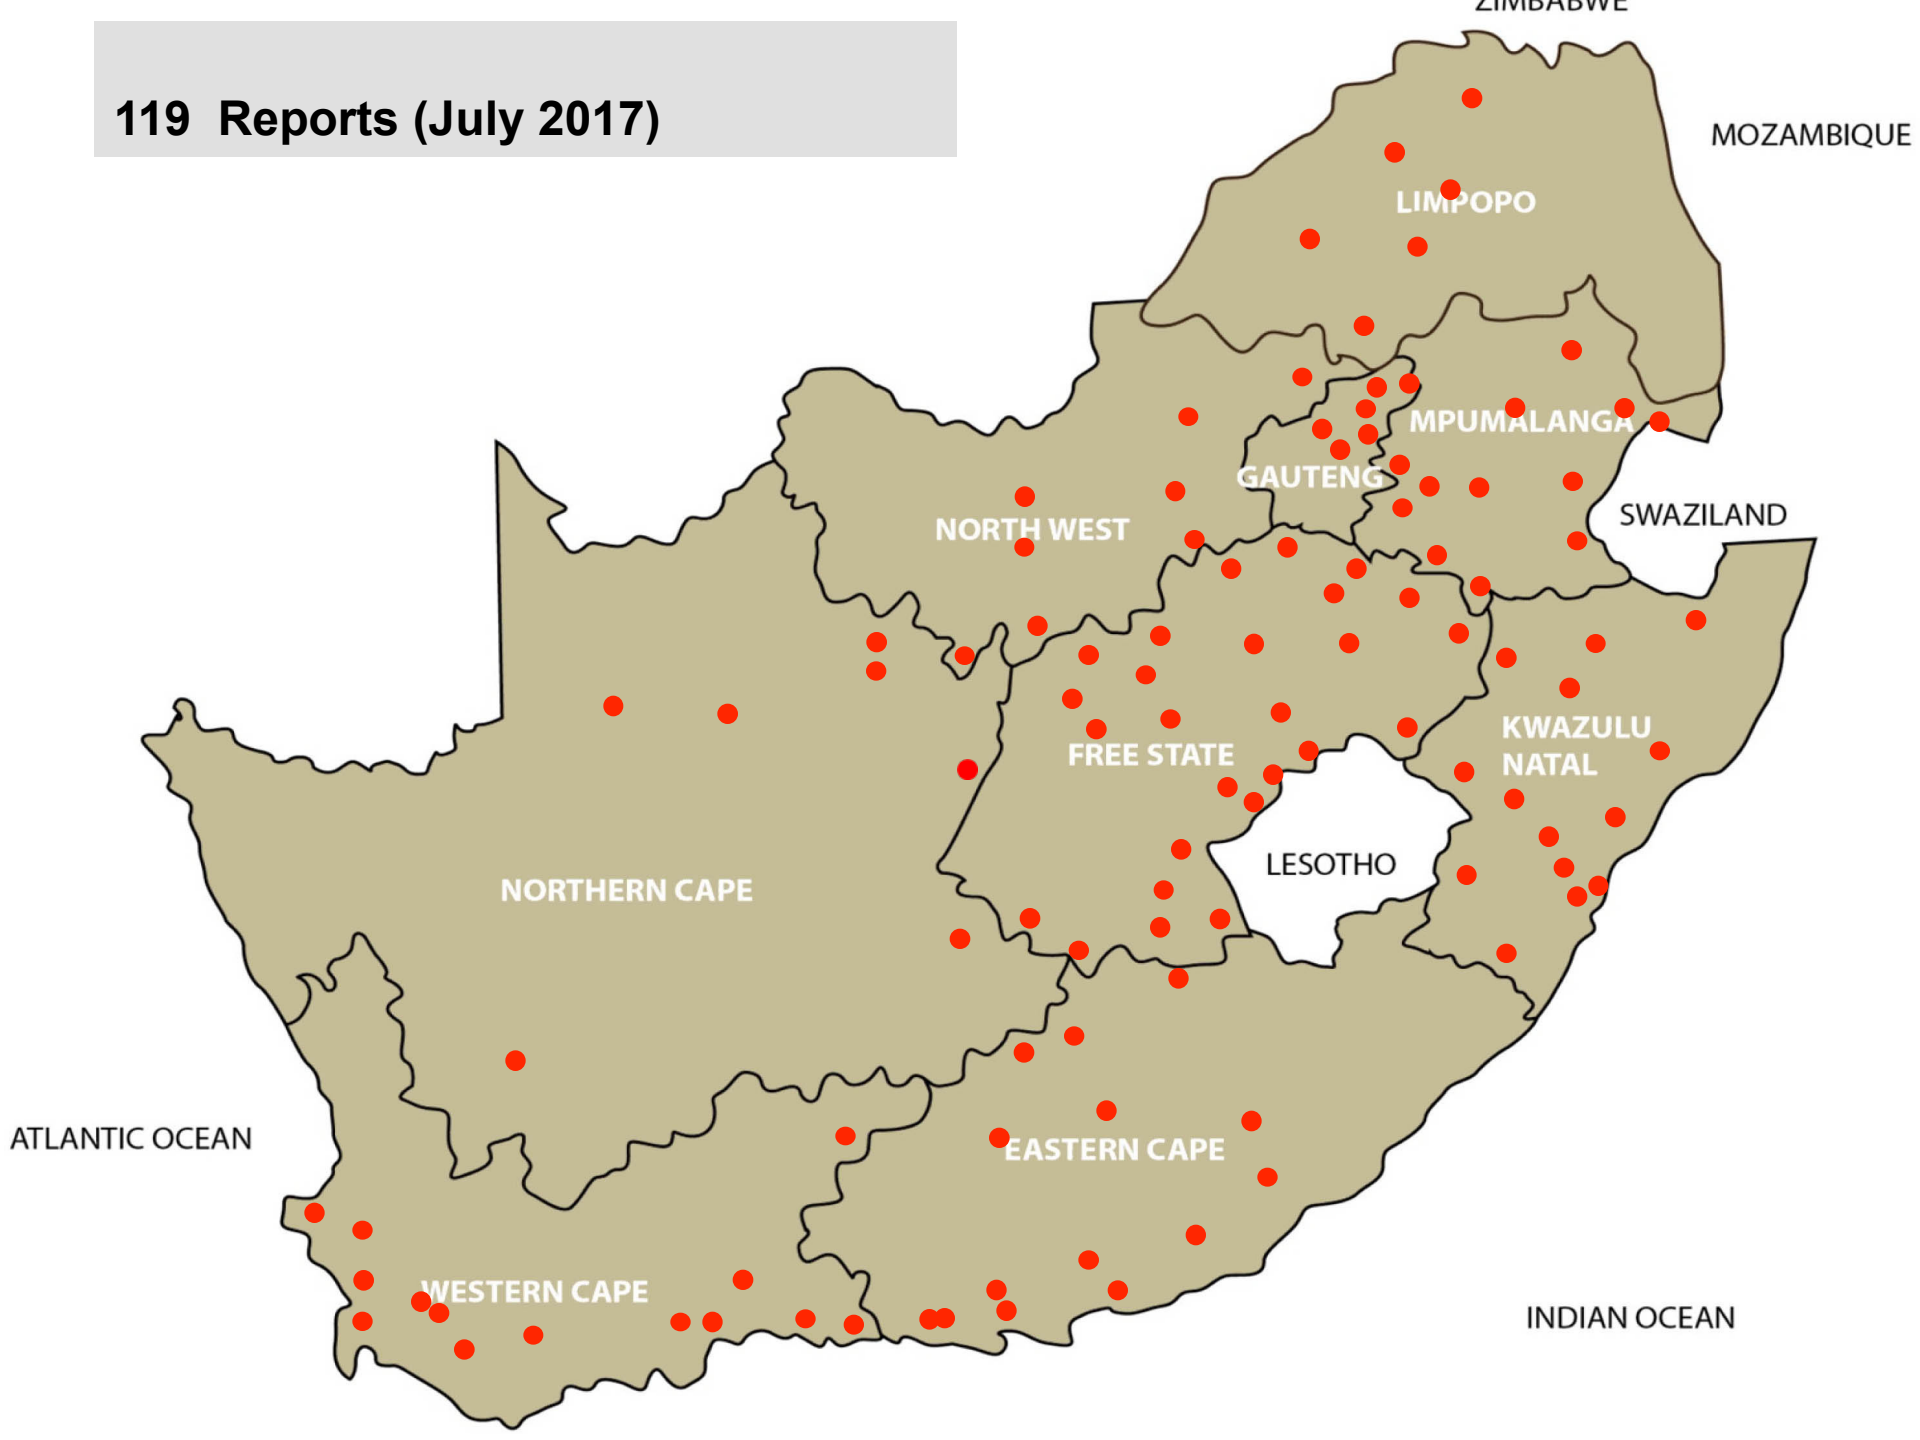 ZIMBABWE
119 Reports (July 2017)
MOZAMBIQUE
LIMPOPO
MPUMALANGA
GAUTENG
SWAZILAND
NORTH WEST
KWAZULU
NATAL
FREE STATE
LESOTHO
NORTHERN CAPE
ATLANTIC OCEAN
EASTERN CAPE
WESTERN CAPE
INDIAN OCEAN